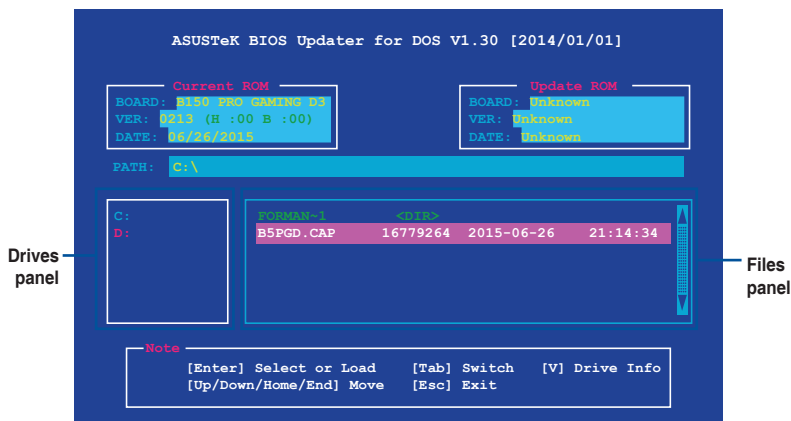 ASUSTeK BIOS Updater for DOS V1.30 [2014/01/01]
Current ROM
BOARD: B150 PRO GAMING D3
VER: 0213 (H :00 B :00)
DATE: 06/26/2015
Update ROM
BOARD: Unknown
VER: Unknown
DATE: Unknown
PATH: C:\
C:
D:
FORMAN~1 <DIR>
B5PGD.CAP 16779264 2015-06-26 21:14:34
Drives panel
Files panel
Note
[Enter] Select or Load [Tab] Switch [V] Drive Info
[Up/Down/Home/End] Move [Esc] Exit